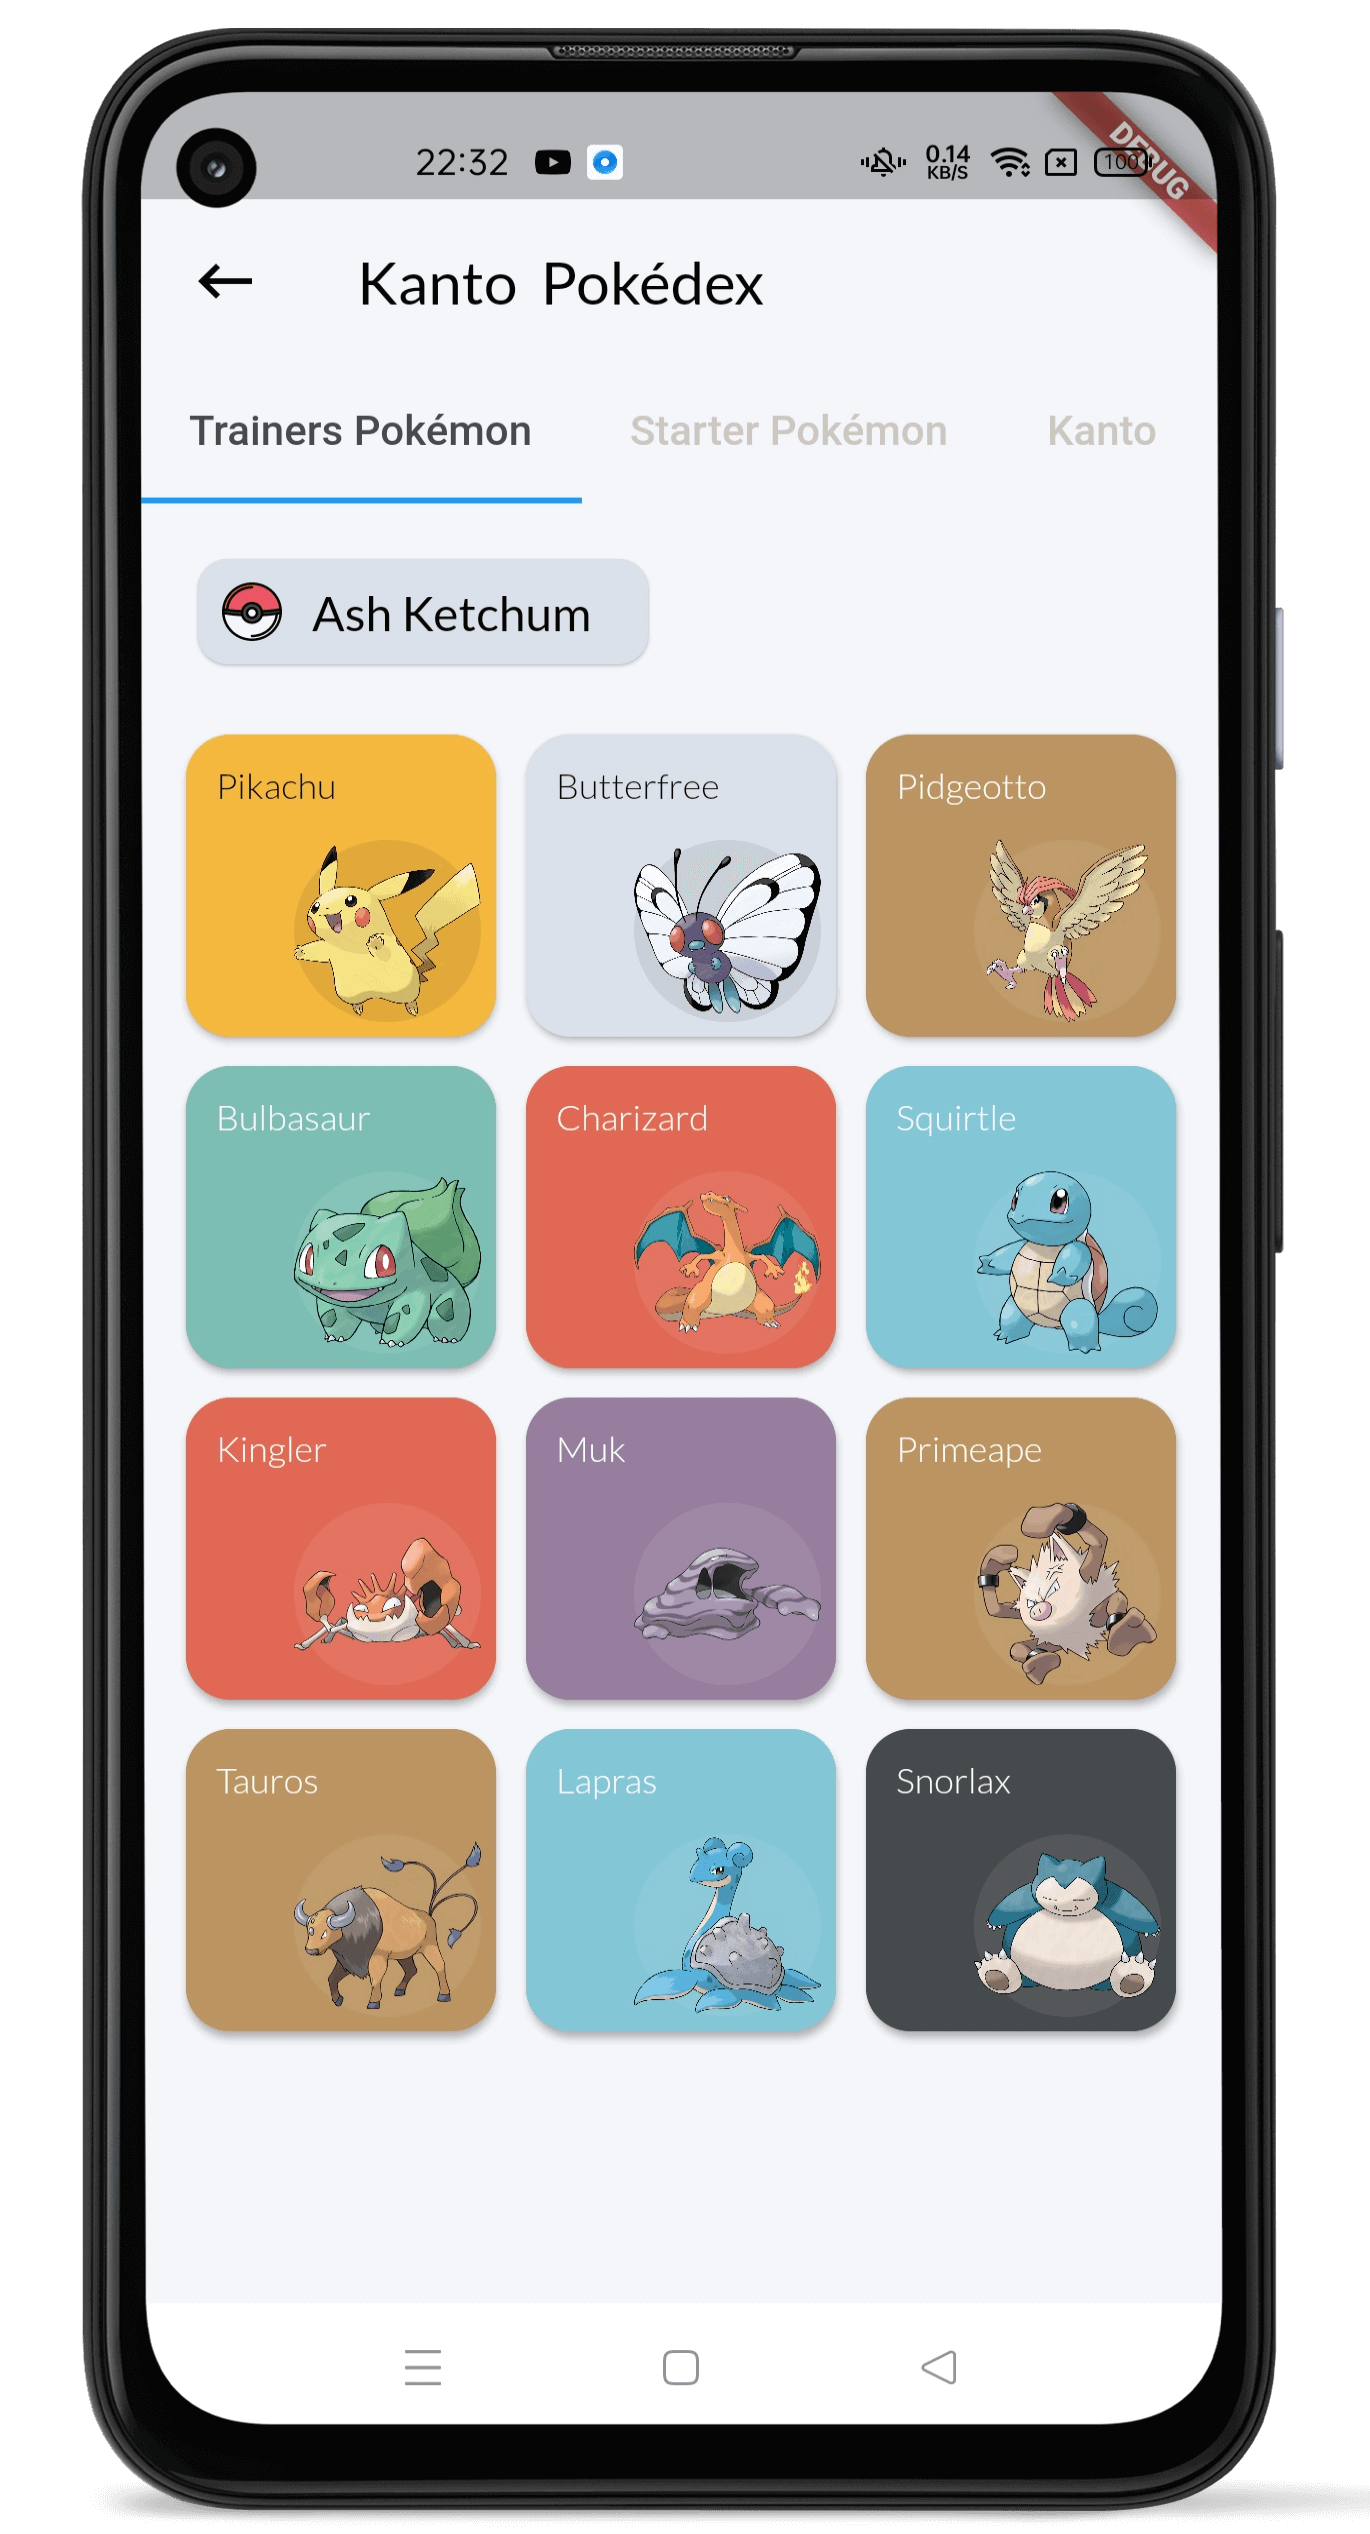 22:32
0.14
KB/S
100
DEBUG
Kanto Pokédex
Trainers Pokémon Starter Pokémon Kanto
Ash Ketchum
Pikachu Butterfree Pidgeotto
Bulbasaur Charizard Squirtle
Kingler Muk Primeape
Tauros Lapras Snorlax